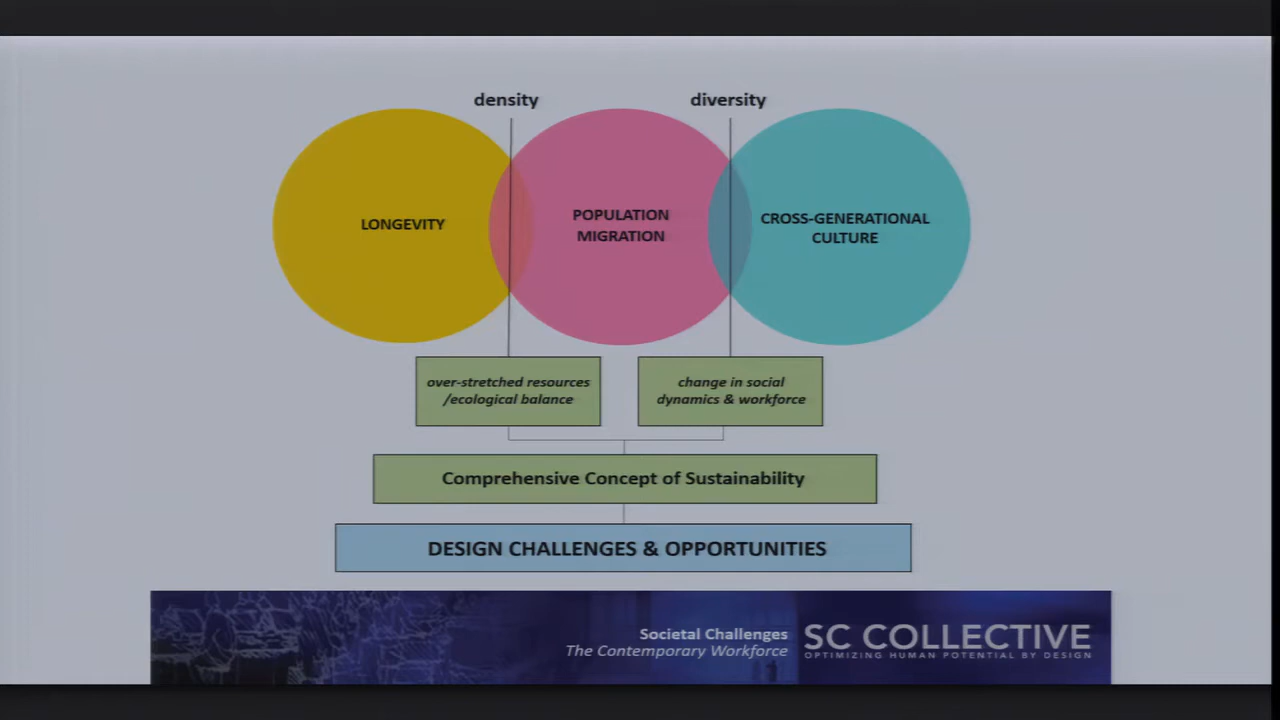 density
diversity
LONGEVITY
POPULATION
MIGRATION
CROSS-GENERATIONAL
CULTURE
over-stretched resources
/ecological balance
change in social
dynamics & workforce
Comprehensive Concept of Sustainability
DESIGN CHALLENGES & OPPORTUNITIES
Societal Challenges
The Contemporary Workforce
SC COLLECTIVE
OPTIMIZING HUMAN POTENTIAL BY DESIGN